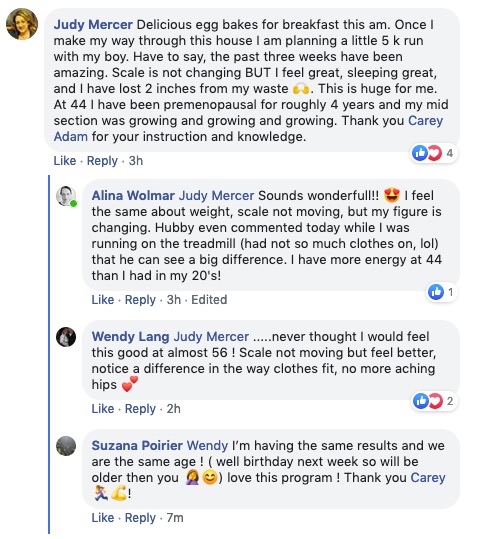 Judy Mercer Delicious egg bakes for breakfast this am. Once I
make my way through this house I am planning a little 5 k run
with my boy. Have to say, the past three weeks have been
amazing. Scale is not changing BUT I feel great, sleeping great,
and I have lost 2 inches from my waste 🙌. This is huge for me.
At 44 I have been premenopausal for roughly 4 years and my mid
section was growing and growing and growing. Thank you Carey
Adam for your instruction and knowledge.
4
Like · Reply · 3h
Alina Wolmar Judy Mercer Sounds wonderfull!! 😍 I feel
the same about weight, scale not moving, but my figure is
changing. Hubby even commented today while I was
running on the treadmill (had not so much clothes on, lol)
that he can see a big difference. I have more energy at 44
than I had in my 20's!
1
Like · Reply · 3h · Edited
Wendy Lang Judy Mercer .....never thought I would feel
this good at almost 56 ! Scale not moving but feel better,
notice a difference in the way clothes fit, no more aching
hips 💕
2
Like · Reply · 2h
Suzana Poirier Wendy I'm having the same results and we
are the same age ! ( well birthday next week so will be
older then you 🤦‍♀️😊) love this program ! Thank you Carey
🏃‍♀️💪!
Like · Reply · 7m